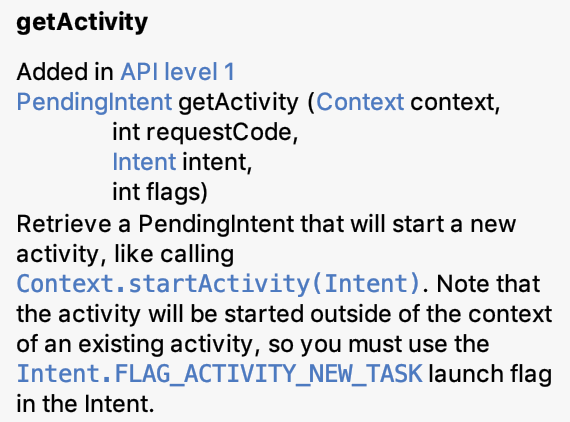 getActivity
Added in API level 1
PendingIntent getActivity (Context context,
int requestCode,
Intent intent,
int flags)
Retrieve a PendingIntent that will start a new
activity, like calling
Context.startActivity(Intent). Note that
the activity will be started outside of the context
of an existing activity, so you must use the
Intent.FLAG_ACTIVITY_NEW_TASK launch flag
in the Intent.